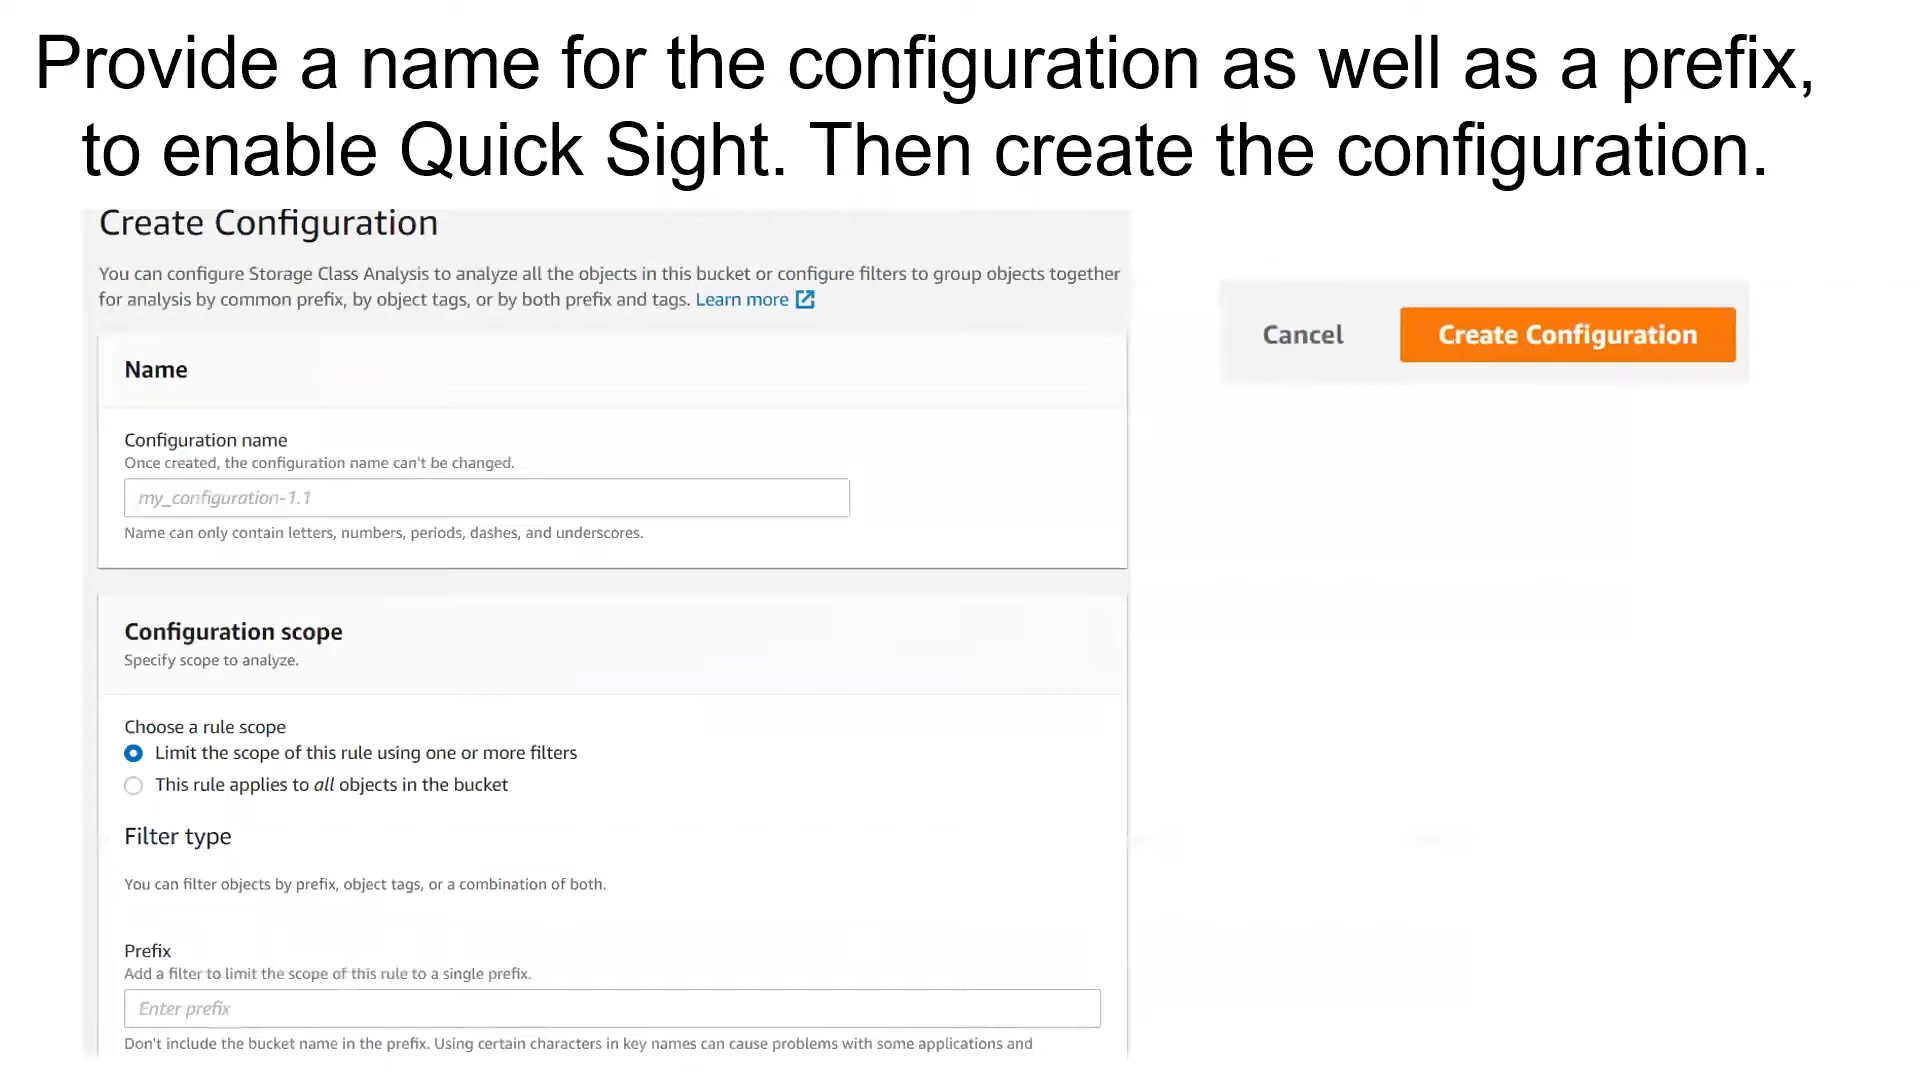 Provide a name for the configuration as well as a prefix,
to enable Quick Sight. Then create the configuration.
Create Configuration
You can configure Storage Class Analysis to analyze all the objects in this bucket or configure filters to group objects together
for analysis by common prefix, by object tags, or by both prefix and tags. Learn more
Cancel
Create Configuration
Name
Configuration name
Once created, the configuration name can't be changed.
my_configuration-1.1
Name can only contain letters, numbers, periods, dashes, and underscores.
Configuration scope
Specify scope to analyze.
Choose a rule scope
Limit the scope of this rule using one or more filters
This rule applies to all objects in the bucket
Filter type
You can filter objects by prefix, object tags, or a combination of both.
Prefix
Add a filter to limit the scope of this rule to a single prefix.
Enter prefix
Don't include the bucket name in the prefix. Using certain characters in key names can cause problems with some applications and